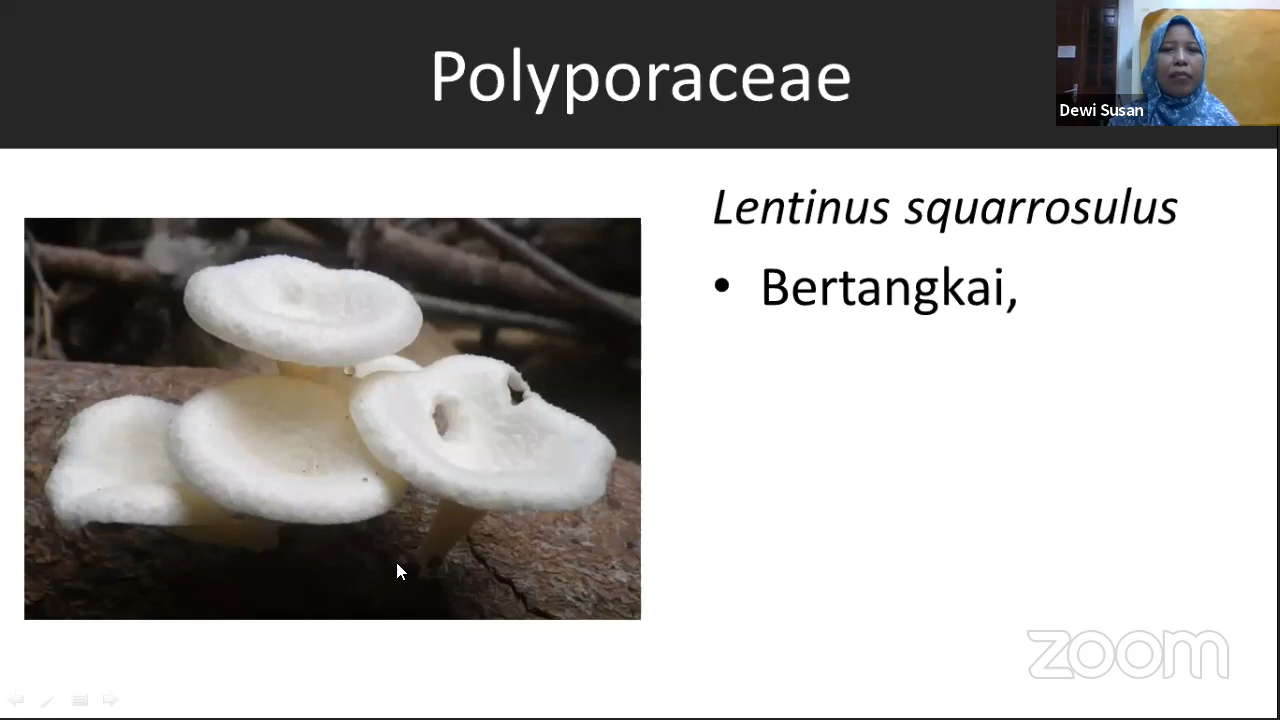 Polyporaceae
Dewi Susan
Lentinus squarrosulus
• Bertangkai,
zoom